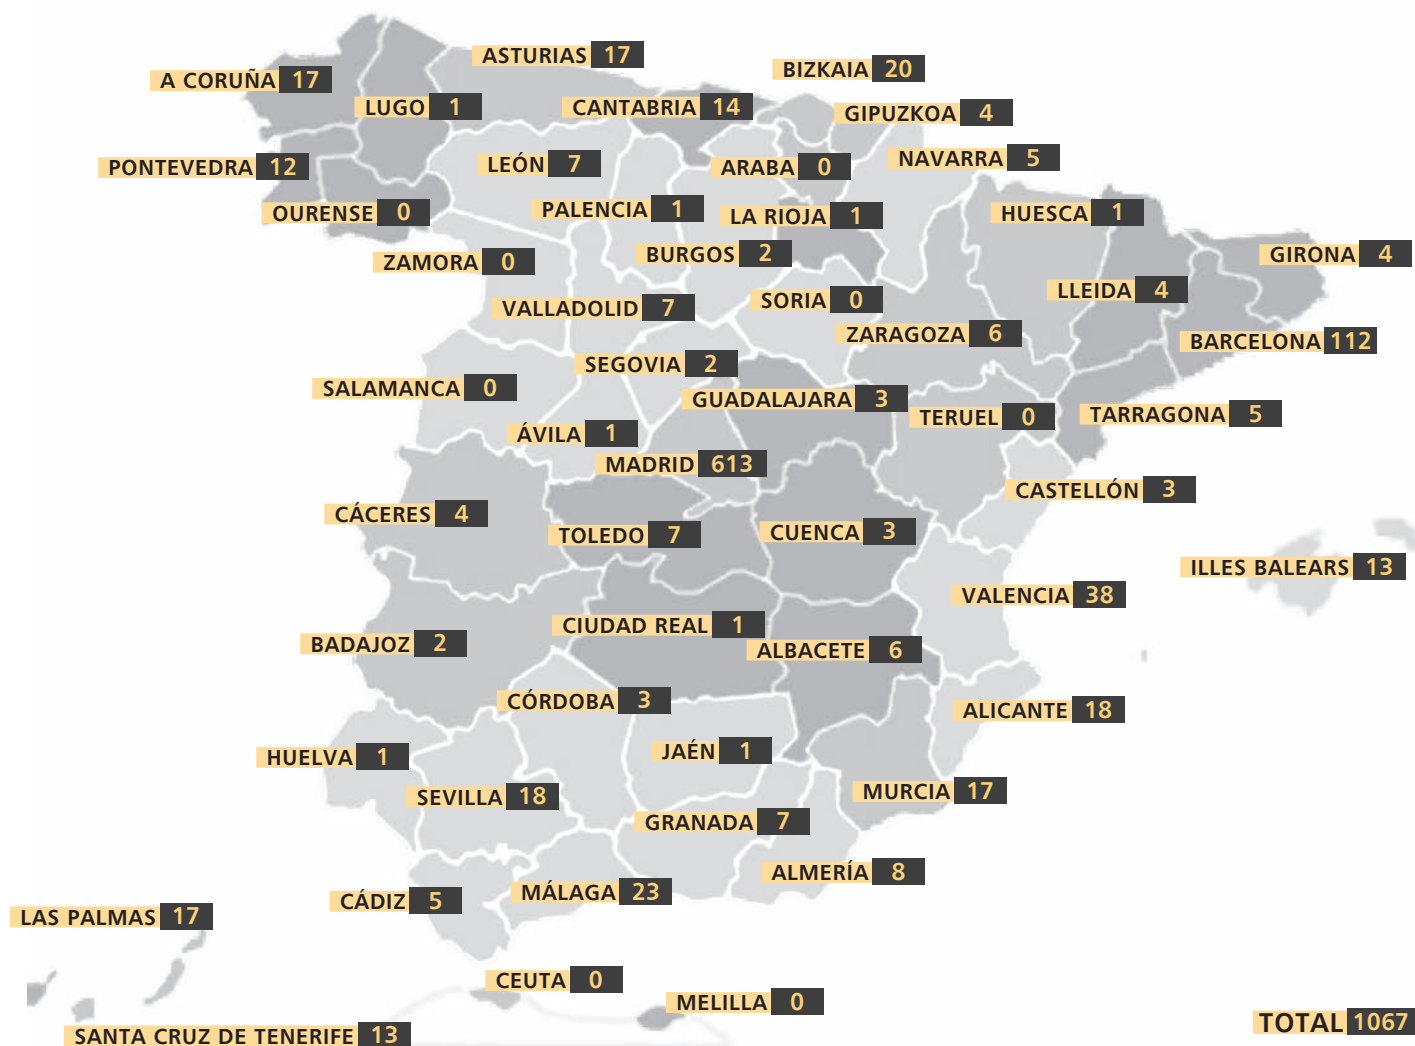 ASTURIAS 17
BIZKAIA 20
A CORUÑA 17
LUGO 1
CANTABRIA 14
GIPUZKOA 4
PONTEVEDRA 12
LEÓN 7
ARABA 0
NAVARRA 5
OURENSE 0
PALENCIA 1
LA RIOJA 1
HUESCA 1
ZAMORA 0
BURGOS 2
GIRONA 4
VALLADOLID 7
SORIA 0
LLEIDA 4
ZARAGOZA 6
BARCELONA 112
SEGOVIA 2
SALAMANCA 0
GUADALAJARA 3
TERUEL 0
TARRAGONA 5
ÁVILA 1
MADRID 613
CASTELLÓN 3
CÁCERES 4
TOLEDO 7
CUENCA 3
ILLES BALEARS 13
VALENCIA 38
CIUDAD REAL 1
BADAJOZ 2
ALBACETE 6
CÓRDOBA 3
ALICANTE 18
HUELVA 1
JAÉN 1
SEVILLA 18
MURCIA 17
GRANADA 7
ALMERÍA 8
CÁDIZ 5
MÁLAGA 23
LAS PALMAS 17
CEUTA 0
MELILLA 0
SANTA CRUZ DE TENERIFE 13
TOTAL 1067